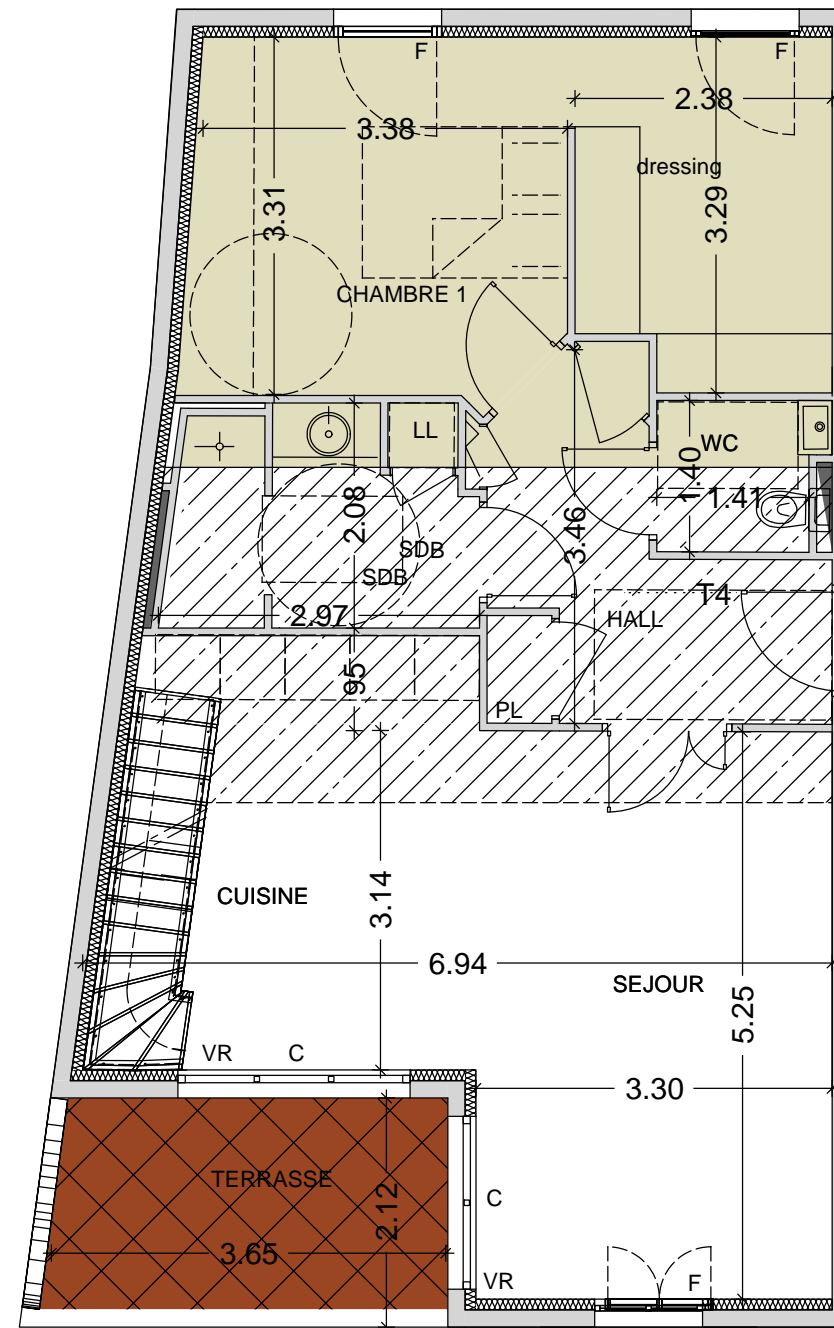 F
F
2.38
3.38
dressing
3.31
3.29
CHAMBRE 1
LL
WC
1.40
1.41
2.08
3.46
SDB
SDB
T4
2.97
HALL
95
PL
CUISINE
3.14
6.94
SEJOUR
5.25
VR
C
3.30
TERRASSE
2.12
C
3.65
VR
F